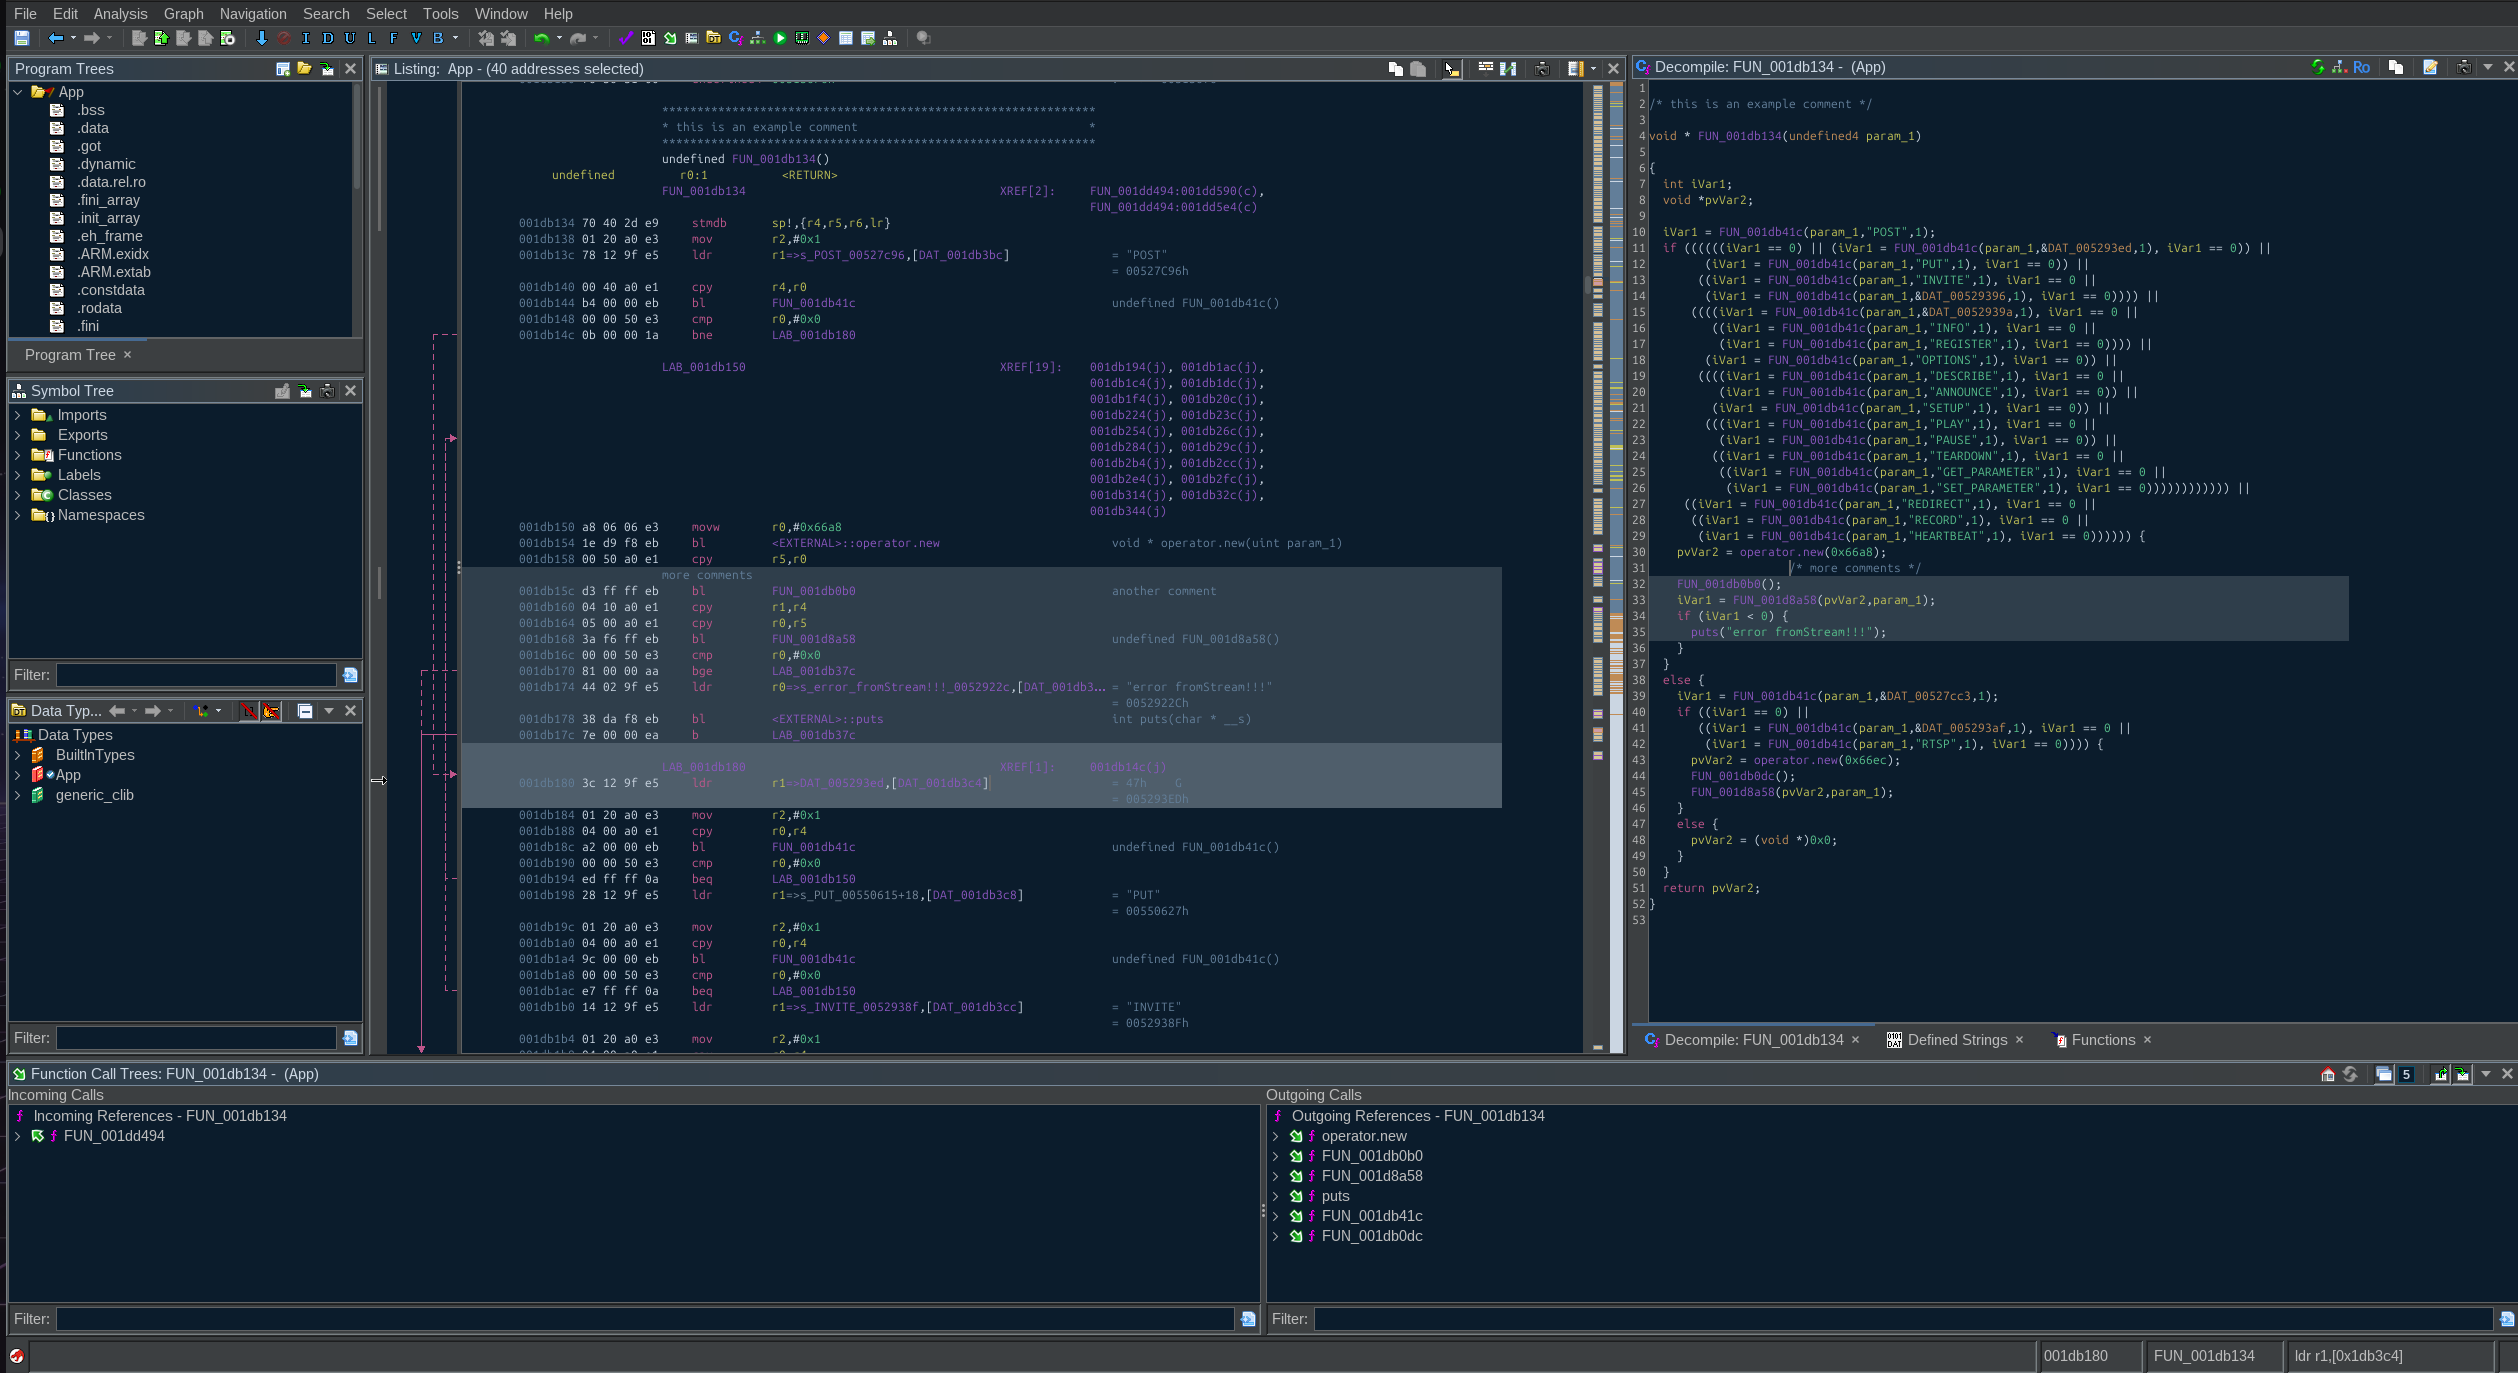 File Edit Analysis Graph Navigation Search Select Tools Window Help
I D U L F V B
Program Trees
App
.bss
.data
.got
.dynamic
.data.rel.ro
.fini_array
.init_array
.eh_frame
.ARM.exidx
.ARM.extab
.constdata
.rodata
.fini
Program Tree ×
Symbol Tree
Imports
Exports
Functions
Labels
Classes
Namespaces
Filter:
Data Typ...
Data Types
BuiltInTypes
App
generic_clib
Filter:
Listing: App - (40 addresses selected)
**************************************************************
* this is an example comment *
**************************************************************
undefined FUN_001db134()
undefined r0:1 <RETURN>
FUN_001db134 XREF[2]: FUN_001dd494:001dd590(c),
FUN_001dd494:001dd5e4(c)
001db134 70 40 2d e9 stmdb sp!,{r4,r5,r6,lr}
001db138 01 20 a0 e3 mov r2,#0x1
001db13c 78 12 9f e5 ldr r1=>s_POST_00527c96,[DAT_001db3bc] = "POST"
= 00527C96h
001db140 00 40 a0 e1 cpy r4,r0
001db144 b4 00 00 eb bl FUN_001db41c undefined FUN_001db41c()
001db148 00 00 50 e3 cmp r0,#0x0
001db14c 0b 00 00 1a bne LAB_001db180
LAB_001db150 XREF[19]: 001db194(j), 001db1ac(j),
001db1c4(j), 001db1dc(j),
001db1f4(j), 001db20c(j),
001db224(j), 001db23c(j),
001db254(j), 001db26c(j),
001db284(j), 001db29c(j),
001db2b4(j), 001db2cc(j),
001db2e4(j), 001db2fc(j),
001db314(j), 001db32c(j),
001db344(j)
001db150 a8 06 06 e3 movw r0,#0x66a8
001db154 1e d9 f8 eb bl <EXTERNAL>::operator.new void * operator.new(uint param_1)
001db158 00 50 a0 e1 cpy r5,r0
more comments
001db15c d3 ff ff eb bl FUN_001db0b0 another comment
001db160 04 10 a0 e1 cpy r1,r4
001db164 05 00 a0 e1 cpy r0,r5
001db168 3a f6 ff eb bl FUN_001d8a58 undefined FUN_001d8a58()
001db16c 00 00 50 e3 cmp r0,#0x0
001db170 81 00 00 aa bge LAB_001db37c
001db174 44 02 9f e5 ldr r0=>s_error_fromStream!!!_0052922c,[DAT_001db3... = "error fromStream!!!"
= 0052922Ch
001db178 38 da f8 eb bl <EXTERNAL>::puts int puts(char * __s)
001db17c 7e 00 00 ea b LAB_001db37c
LAB_001db180 XREF[1]: 001db14c(j)
001db180 3c 12 9f e5 ldr r1=>DAT_005293ed,[DAT_001db3c4] = 47h G
= 005293EDh
001db184 01 20 a0 e3 mov r2,#0x1
001db188 04 00 a0 e1 cpy r0,r4
001db18c a2 00 00 eb bl FUN_001db41c undefined FUN_001db41c()
001db190 00 00 50 e3 cmp r0,#0x0
001db194 ed ff ff 0a beq LAB_001db150
001db198 28 12 9f e5 ldr r1=>s_PUT_00550615+18,[DAT_001db3c8] = "PUT"
= 00550627h
001db19c 01 20 a0 e3 mov r2,#0x1
001db1a0 04 00 a0 e1 cpy r0,r4
001db1a4 9c 00 00 eb bl FUN_001db41c undefined FUN_001db41c()
001db1a8 00 00 50 e3 cmp r0,#0x0
001db1ac e7 ff ff 0a beq LAB_001db150
001db1b0 14 12 9f e5 ldr r1=>s_INVITE_0052938f,[DAT_001db3cc] = "INVITE"
= 0052938Fh
001db1b4 01 20 a0 e3 mov r2,#0x1
Decompile: FUN_001db134 - (App)
Ro
1
2 /* this is an example comment */
3
4 void * FUN_001db134(undefined4 param_1)
5
6 {
7 int iVar1;
8 void *pvVar2;
9
10 iVar1 = FUN_001db41c(param_1,"POST",1);
11 if ((((((iVar1 == 0) || (iVar1 = FUN_001db41c(param_1,&DAT_005293ed,1), iVar1 == 0)) ||
12 (iVar1 = FUN_001db41c(param_1,"PUT",1), iVar1 == 0)) ||
13 ((iVar1 = FUN_001db41c(param_1,"INVITE",1), iVar1 == 0 ||
14 (iVar1 = FUN_001db41c(param_1,&DAT_00529396,1), iVar1 == 0)))) ||
15 ((((iVar1 = FUN_001db41c(param_1,&DAT_0052939a,1), iVar1 == 0 ||
16 ((iVar1 = FUN_001db41c(param_1,"INFO",1), iVar1 == 0 ||
17 (iVar1 = FUN_001db41c(param_1,"REGISTER",1), iVar1 == 0)))) ||
18 (iVar1 = FUN_001db41c(param_1,"OPTIONS",1), iVar1 == 0)) ||
19 ((((iVar1 = FUN_001db41c(param_1,"DESCRIBE",1), iVar1 == 0 ||
20 (iVar1 = FUN_001db41c(param_1,"ANNOUNCE",1), iVar1 == 0)) ||
21 (iVar1 = FUN_001db41c(param_1,"SETUP",1), iVar1 == 0)) ||
22 (((iVar1 = FUN_001db41c(param_1,"PLAY",1), iVar1 == 0 ||
23 (iVar1 = FUN_001db41c(param_1,"PAUSE",1), iVar1 == 0)) ||
24 ((iVar1 = FUN_001db41c(param_1,"TEARDOWN",1), iVar1 == 0 ||
25 ((iVar1 = FUN_001db41c(param_1,"GET_PARAMETER",1), iVar1 == 0 ||
26 (iVar1 = FUN_001db41c(param_1,"SET_PARAMETER",1), iVar1 == 0)))))))))))) ||
27 ((iVar1 = FUN_001db41c(param_1,"REDIRECT",1), iVar1 == 0 ||
28 ((iVar1 = FUN_001db41c(param_1,"RECORD",1), iVar1 == 0 ||
29 (iVar1 = FUN_001db41c(param_1,"HEARTBEAT",1), iVar1 == 0)))))) {
30 pvVar2 = operator.new(0x66a8);
31 /* more comments */
32 FUN_001db0b0();
33 iVar1 = FUN_001d8a58(pvVar2,param_1);
34 if (iVar1 < 0) {
35 puts("error fromStream!!!");
36 }
37 }
38 else {
39 iVar1 = FUN_001db41c(param_1,&DAT_00527cc3,1);
40 if ((iVar1 == 0) ||
41 ((iVar1 = FUN_001db41c(param_1,&DAT_005293af,1), iVar1 == 0 ||
42 (iVar1 = FUN_001db41c(param_1,"RTSP",1), iVar1 == 0)))) {
43 pvVar2 = operator.new(0x66ec);
44 FUN_001db0dc();
45 FUN_001d8a58(pvVar2,param_1);
46 }
47 else {
48 pvVar2 = (void *)0x0;
49 }
50 }
51 return pvVar2;
52 }
53
Decompile: FUN_001db134 × Defined Strings × Functions ×
Function Call Trees: FUN_001db134 - (App)
5
Incoming Calls
Incoming References - FUN_001db134
FUN_001dd494
Filter:
Outgoing Calls
Outgoing References - FUN_001db134
operator.new
FUN_001db0b0
FUN_001d8a58
puts
FUN_001db41c
FUN_001db0dc
Filter:
001db180 FUN_001db134 ldr r1,[0x1db3c4]